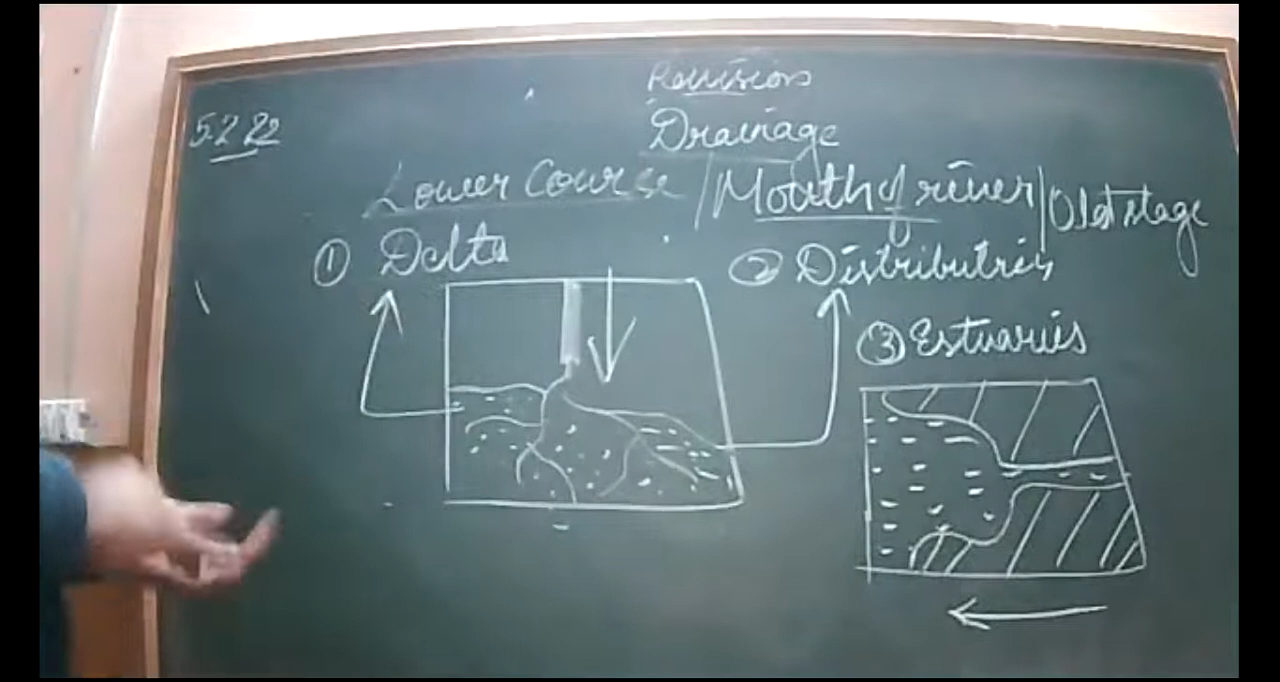 Revision
5.2.22
Drainage
Lower Course / Mouth of river / Old stage
① Delta
② Distributries
③ Estuaries